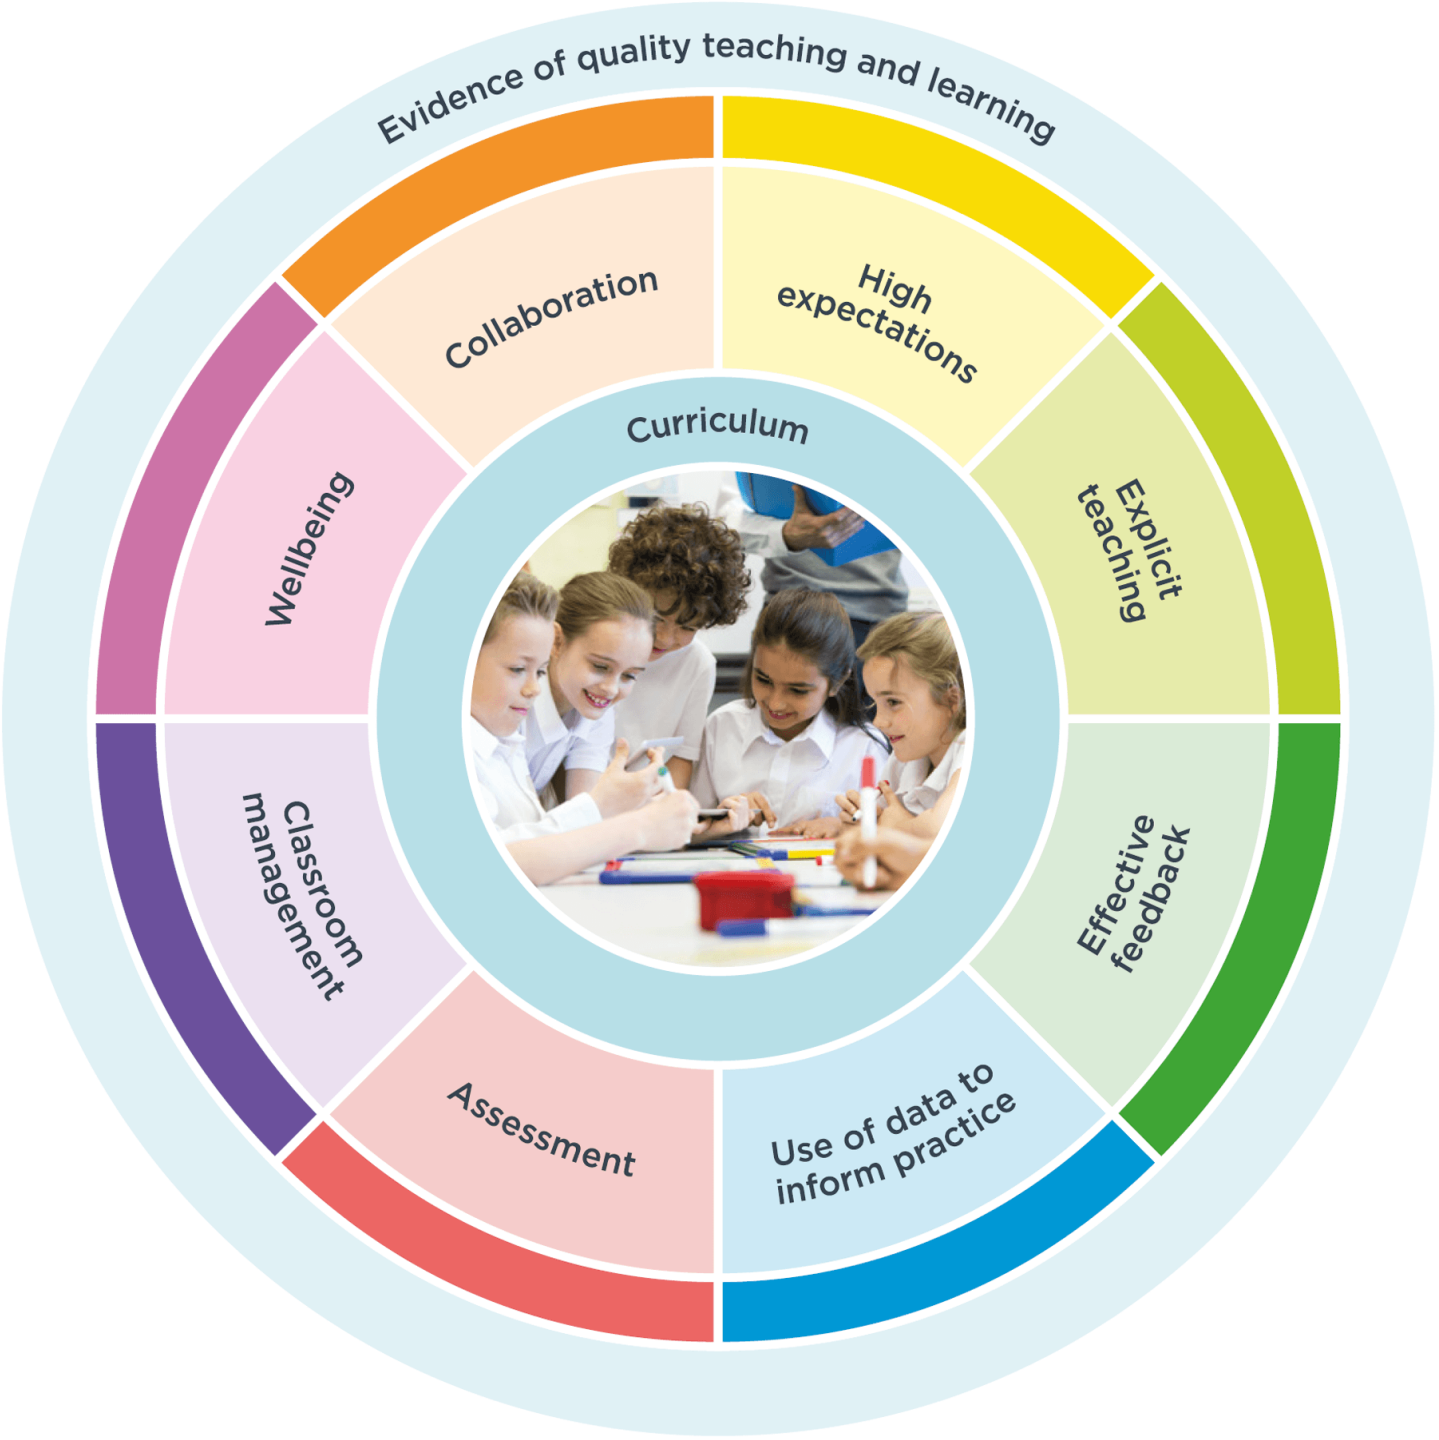 Evidence of quality teaching and learning
High
expectations
Explicit
teaching
Effective
feedback
Use of data to
inform practice
Assessment
Classroom
management
Wellbeing
Collaboration
Curriculum